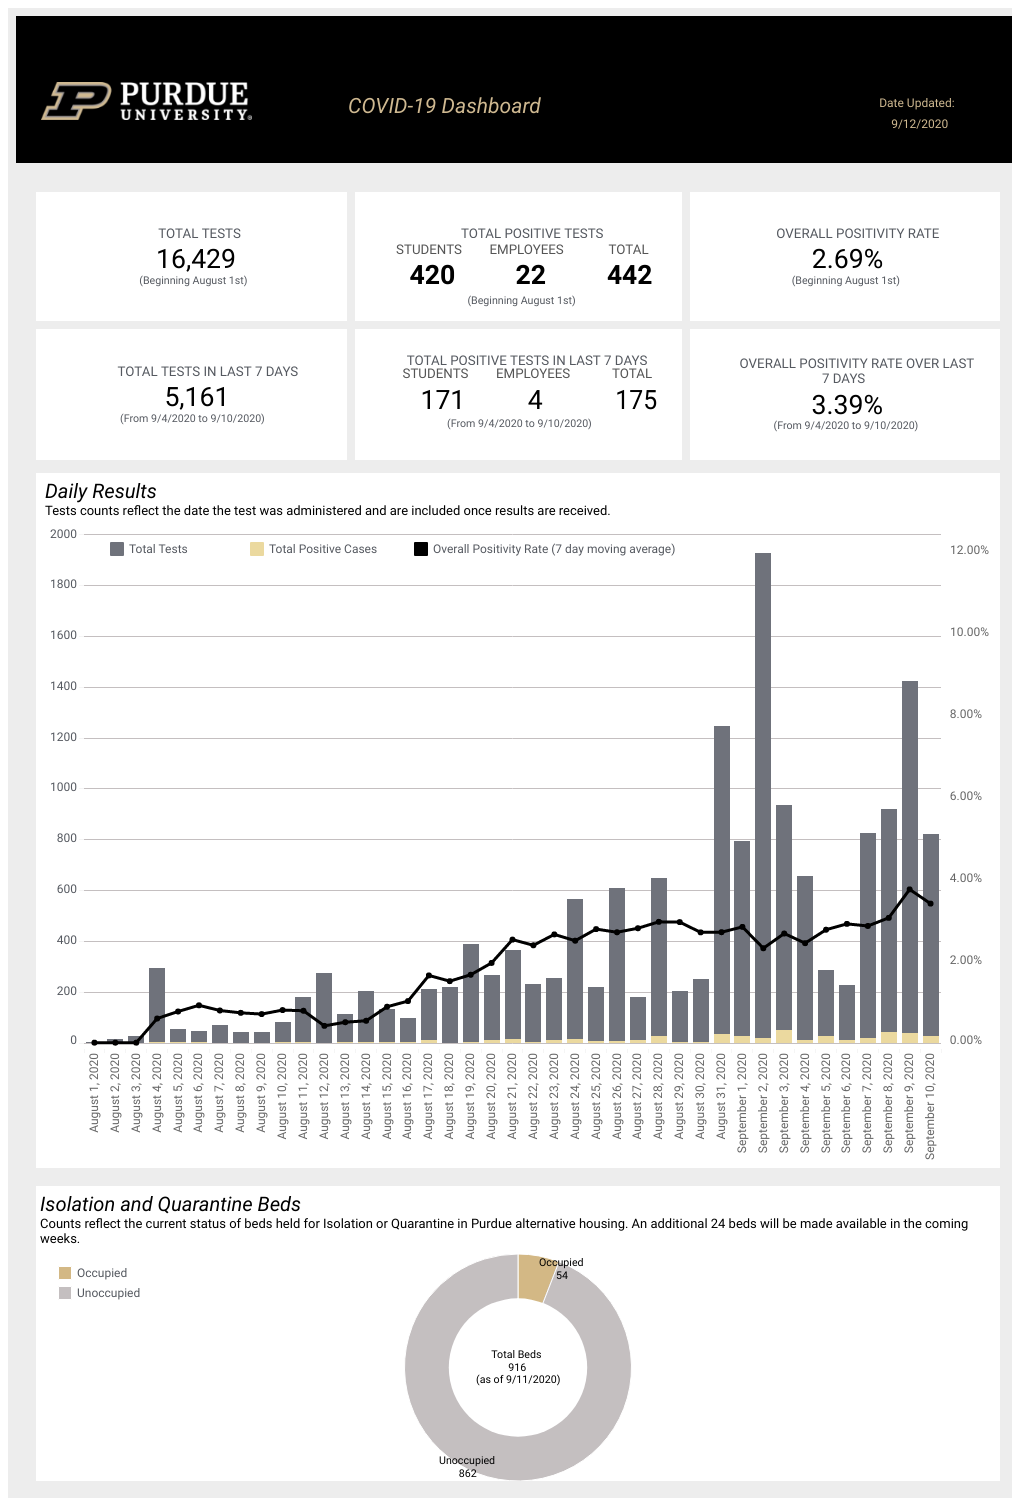 PURDUE
UNIVERSITY®
COVID-19 Dashboard
Date Updated:
9/12/2020
TOTAL TESTS
16,429
(Beginning August 1st)
TOTAL POSITIVE TESTS
STUDENTS EMPLOYEES TOTAL
420 22 442
(Beginning August 1st)
OVERALL POSITIVITY RATE
2.69%
(Beginning August 1st)
TOTAL TESTS IN LAST 7 DAYS
5,161
(From 9/4/2020 to 9/10/2020)
TOTAL POSITIVE TESTS IN LAST 7 DAYS
STUDENTS EMPLOYEES TOTAL
171 4 175
(From 9/4/2020 to 9/10/2020)
OVERALL POSITIVITY RATE OVER LAST
7 DAYS
3.39%
(From 9/4/2020 to 9/10/2020)
Daily Results
Tests counts reflect the date the test was administered and are included once results are received.
Total Tests
Total Positive Cases
Overall Positivity Rate (7 day moving average)
2000
1800
1600
1400
1200
1000
800
600
400
200
0
12.00%
10.00%
8.00%
6.00%
4.00%
2.00%
0.00%
August 1, 2020
August 2, 2020
August 3, 2020
August 4, 2020
August 5, 2020
August 6, 2020
August 7, 2020
August 8, 2020
August 9, 2020
August 10, 2020
August 11, 2020
August 12, 2020
August 13, 2020
August 14, 2020
August 15, 2020
August 16, 2020
August 17, 2020
August 18, 2020
August 19, 2020
August 20, 2020
August 21, 2020
August 22, 2020
August 23, 2020
August 24, 2020
August 25, 2020
August 26, 2020
August 27, 2020
August 28, 2020
August 29, 2020
August 30, 2020
August 31, 2020
September 1, 2020
September 2, 2020
September 3, 2020
September 4, 2020
September 5, 2020
September 6, 2020
September 7, 2020
September 8, 2020
September 9, 2020
September 10, 2020
Isolation and Quarantine Beds
Counts reflect the current status of beds held for Isolation or Quarantine in Purdue alternative housing. An additional 24 beds will be made available in the coming
weeks.
Occupied
Unoccupied
Occupied
54
Total Beds
916
(as of 9/11/2020)
Unoccupied
862